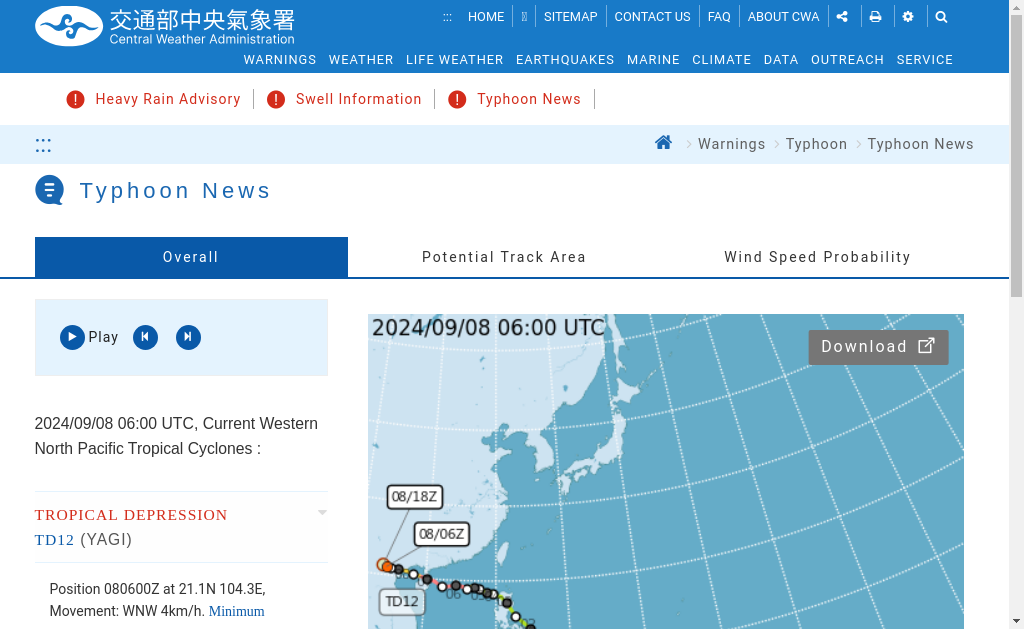 交通部中央氣象署
Central Weather Administration
::: HOME SITEMAP CONTACT US FAQ ABOUT CWA
WARNINGS WEATHER LIFE WEATHER EARTHQUAKES MARINE CLIMATE DATA OUTREACH SERVICE
Heavy Rain Advisory Swell Information Typhoon News
:::
Warnings Typhoon Typhoon News
Typhoon News
Overall Potential Track Area Wind Speed Probability
Play
2024/09/08 06:00 UTC, Current Western
North Pacific Tropical Cyclones :
TROPICAL DEPRESSION
TD12 (YAGI)
Position 080600Z at 21.1N 104.3E,
Movement: WNW 4km/h. Minimum
2024/09/08 06:00 UTC
Download
08/18Z
08/06Z
TD12